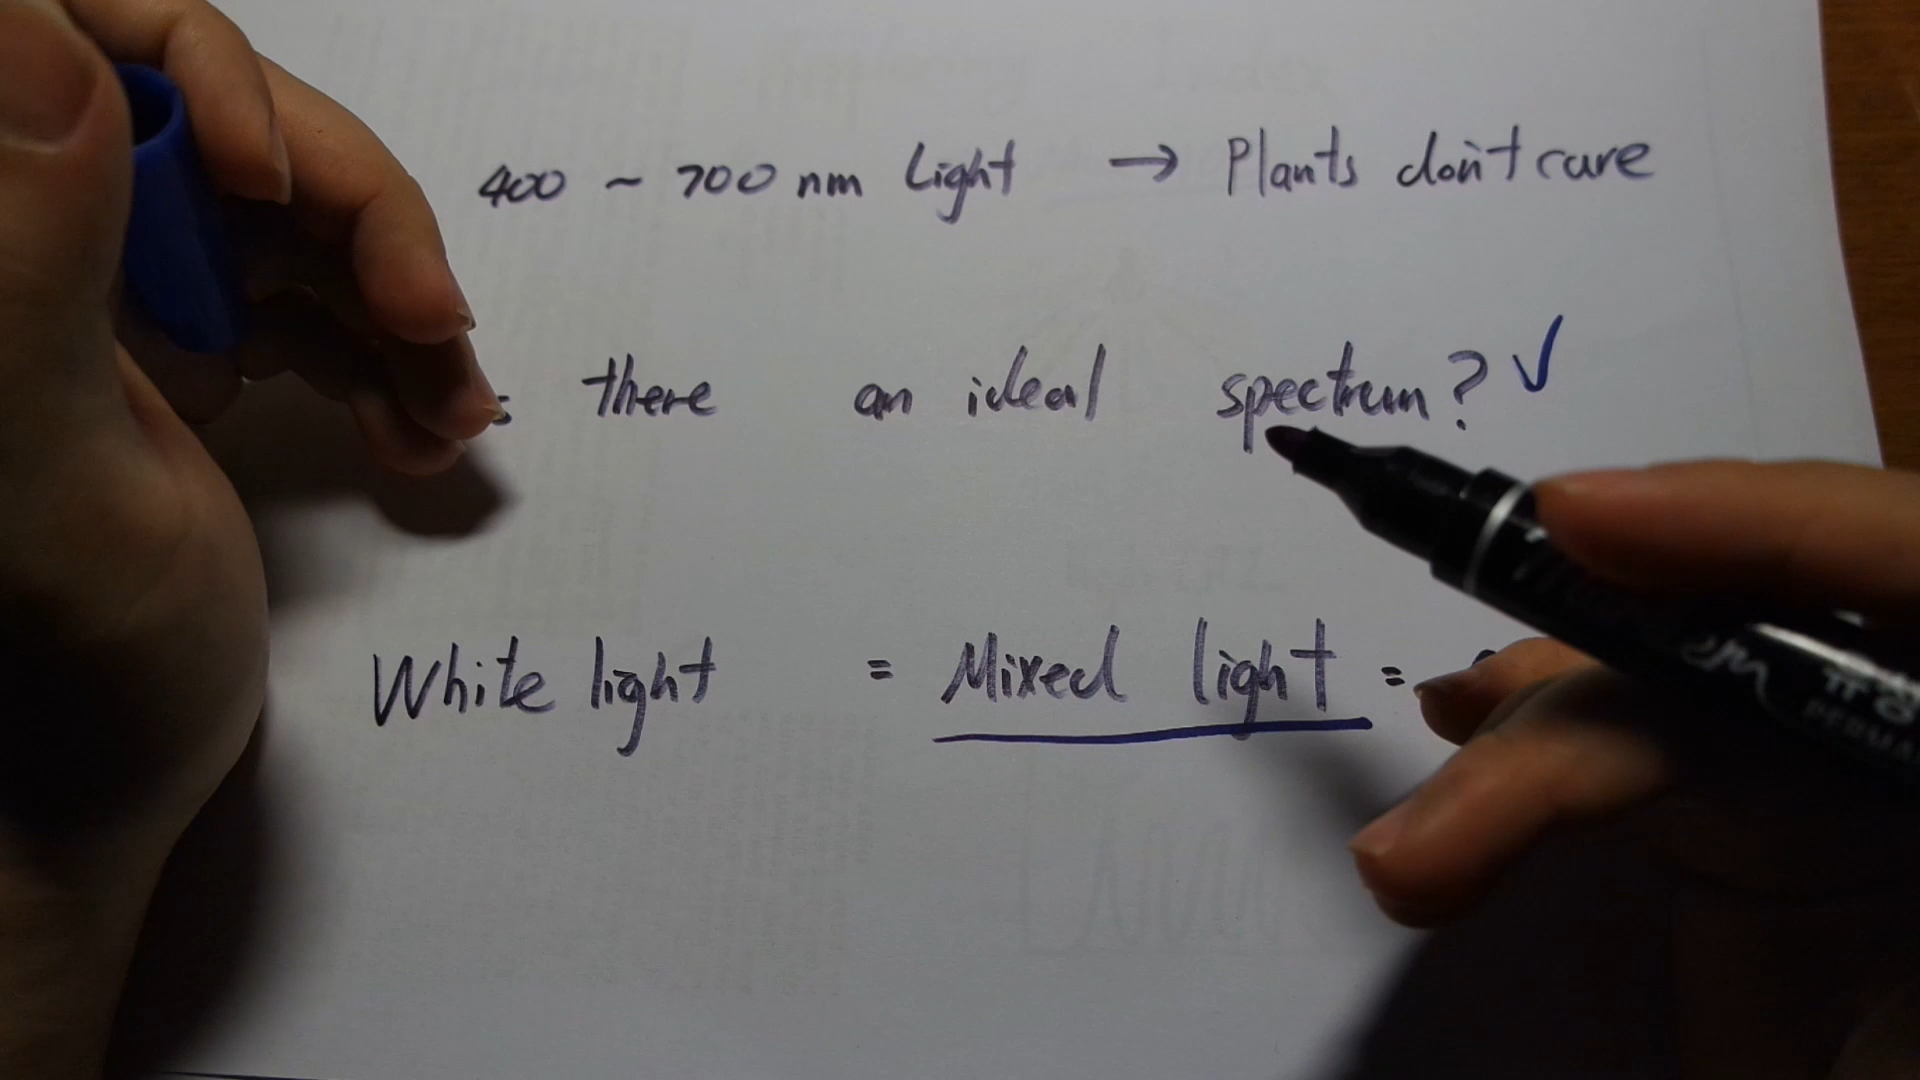 400 ~ 700 nm Light → Plants don't care
there an ideal spectrum? ✓
White light = Mixed light =